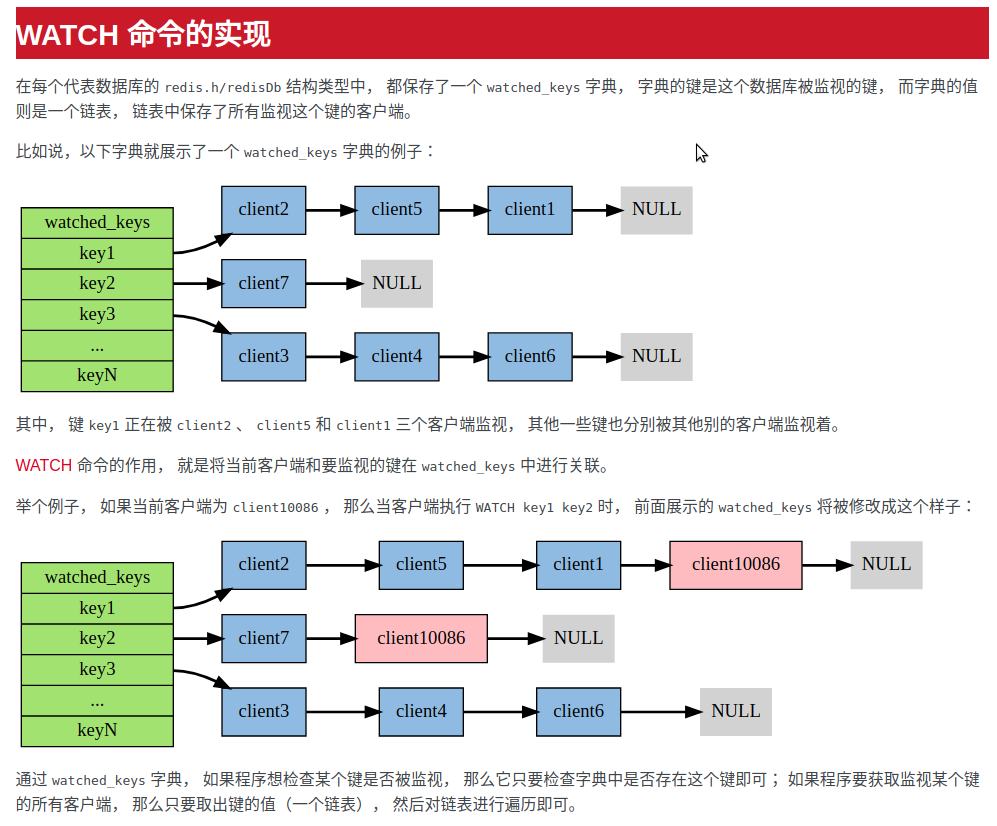 WATCH 命令的实现
在每个代表数据库的 redis.h/redisDb 结构类型中， 都保存了一个 watched_keys 字典， 字典的键是这个数据库被监视的键， 而字典的值
则是一个链表， 链表中保存了所有监视这个键的客户端。
比如说，以下字典就展示了一个 watched_keys 字典的例子：
watched_keys
key1
key2
key3
...
keyN
client2 client5 client1 NULL
client7 NULL
client3 client4 client6 NULL
其中， 键 key1 正在被 client2 、 client5 和 client1 三个客户端监视， 其他一些键也分别被其他别的客户端监视着。
WATCH 命令的作用， 就是将当前客户端和要监视的键在 watched_keys 中进行关联。
举个例子， 如果当前客户端为 client10086 ， 那么当客户端执行 WATCH key1 key2 时， 前面展示的 watched_keys 将被修改成这个样子：
watched_keys
key1
key2
key3
...
keyN
client2 client5 client1 client10086 NULL
client7 client10086 NULL
client3 client4 client6 NULL
通过 watched_keys 字典， 如果程序想检查某个键是否被监视， 那么它只要检查字典中是否存在这个键即可； 如果程序要获取监视某个键
的所有客户端， 那么只要取出键的值（一个链表）， 然后对链表进行遍历即可。